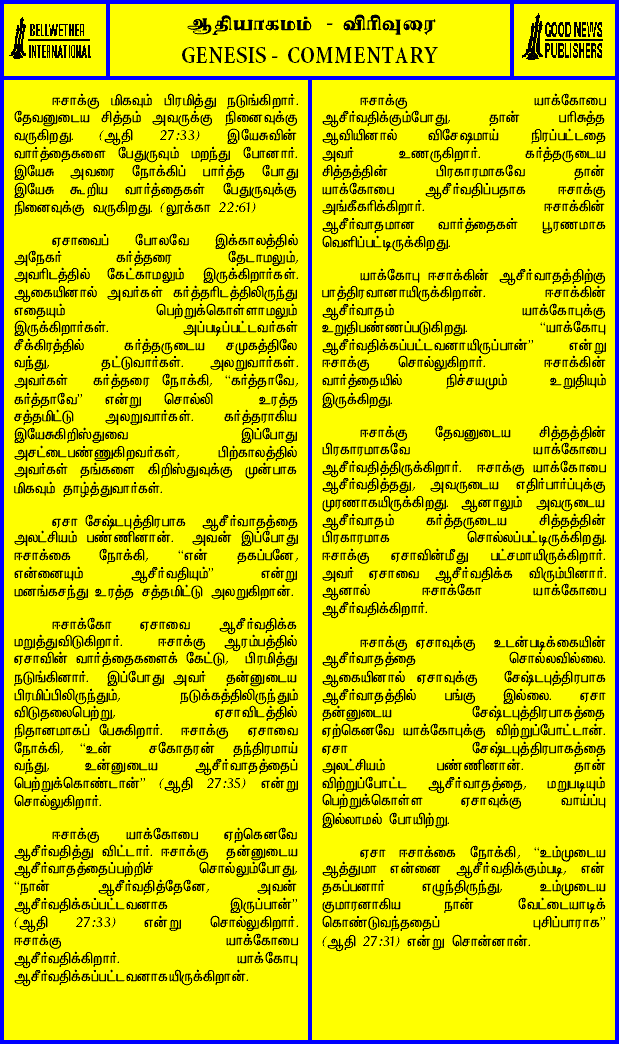 BELLWETHER
INTERNATIONAL
ஆதியாகமம் - விரிவுரை
GENESIS - COMMENTARY
GOOD NEWS
PUBLISHERS
ஈசாக்கு மிகவும் பிரமித்து நடுங்கிறார்.
தேவனுடைய சித்தம் அவருக்கு நினைவுக்கு
வருகிறது. (ஆதி 27:33) இயேசுவின்
வார்த்தைகளை பேதுருவும் மறந்து போனார்.
இயேசு அவரை நோக்கிப் பார்த்த போது
இயேசு கூறிய வார்த்தைகள் பேதுருவுக்கு
நினைவுக்கு வருகிறது. (லூக்கா 22:61)
ஏசாவைப் போலவே இக்காலத்தில்
அநேகர் கர்த்தரை தேடாமலும்,
அவரிடத்தில் கேட்காமலும் இருக்கிறார்கள்.
ஆகையினால் அவர்கள் கர்த்தரிடத்திலிருந்து
எதையும் பெற்றுக்கொள்ளாமலும்
இருக்கிறார்கள். அப்படிப்பட்டவர்கள்
சீக்கிரத்தில் கர்த்தருடைய சமுகத்திலே
வந்து, தட்டுவார்கள். அலறுவார்கள்.
அவர்கள் கர்த்தரை நோக்கி, “கர்த்தாவே,
கர்த்தாவே” என்று சொல்லி உரத்த
சத்தமிட்டு அலறுவார்கள். கர்த்தராகிய
இயேசுகிறிஸ்துவை இப்போது
அசட்டைபண்ணுகிறவர்கள், பிற்காலத்தில்
அவர்கள் தங்களை கிறிஸ்துவுக்கு முன்பாக
மிகவும் தாழ்த்துவார்கள்.
ஏசா சேஷ்டபுத்திரபாக ஆசீர்வாதத்தை
அலட்சியம் பண்ணினான். அவன் இப்போது
ஈசாக்கை நோக்கி, “என் தகப்பனே,
என்னையும் ஆசீர்வதியும்” என்று
மனங்கசந்து உரத்த சத்தமிட்டு அலறுகிறான்.
ஈசாக்கோ ஏசாவை ஆசீர்வதிக்க
மறுத்துவிடுகிறார். ஈசாக்கு ஆரம்பத்தில்
ஏசாவின் வார்த்தைகளைக் கேட்டு, பிரமித்து
நடுங்கினார். இப்போது அவர் தன்னுடைய
பிரமிப்பிலிருந்தும், நடுக்கத்திலிருந்தும்
விடுதலைபெற்று, ஏசாவிடத்தில்
நிதானமாகப் பேசுகிறார். ஈசாக்கு ஏசாவை
நோக்கி, “உன் சகோதரன் தந்திரமாய்
வந்து, உன்னுடைய ஆசீர்வாதத்தைப்
பெற்றுக்கொண்டான்” (ஆதி 27:35) என்று
சொல்லுகிறார்.
ஈசாக்கு யாக்கோபை ஏற்கெனவே
ஆசீர்வதித்து விட்டார். ஈசாக்கு தன்னுடைய
ஆசீர்வாதத்தைப்பற்றிச் சொல்லும்போது,
“நான் ஆசீர்வதித்தேனே, அவன்
ஆசீர்வதிக்கப்பட்டவனாக இருப்பான்”
(ஆதி 27:33) என்று சொல்லுகிறார்.
ஈசாக்கு யாக்கோபை
ஆசீர்வதிக்கிறார். யாக்கோபு
ஆசீர்வதிக்கப்பட்டவனாகயிருக்கிறான்.
ஈசாக்கு யாக்கோபை
ஆசீர்வதிக்கும்போது, தான் பரிசுத்த
ஆவியினால் விசேஷமாய் நிரப்பட்டதை
அவர் உணருகிறார். கர்த்தருடைய
சித்தத்தின் பிரகாரமாகவே தான்
யாக்கோபை ஆசீர்வதிப்பதாக ஈசாக்கு
அங்கீகரிக்கிறார். ஈசாக்கின்
ஆசீர்வாதமான வார்த்தைகள் பூரணமாக
வெளிப்பட்டிருக்கிறது.
யாக்கோபு ஈசாக்கின் ஆசீர்வாதத்திற்கு
பாத்திரவானாயிருக்கிறான். ஈசாக்கின்
ஆசீர்வாதம் யாக்கோபுக்கு
உறுதிபண்ணப்படுகிறது. “யாக்கோபு
ஆசீர்வதிக்கப்பட்டவனாயிருப்பான்” என்று
ஈசாக்கு சொல்லுகிறார். ஈசாக்கின்
வார்த்தையில் நிச்சயமும் உறுதியும்
இருக்கிறது.
ஈசாக்கு தேவனுடைய சித்தத்தின்
பிரகாரமாகவே யாக்கோபை
ஆசீர்வதித்திருக்கிறார். ஈசாக்கு யாக்கோபை
ஆசீர்வதித்தது, அவருடைய எதிர்பார்ப்புக்கு
முரணாகயிருக்கிறது. ஆனாலும் அவருடைய
ஆசீர்வாதம் கர்த்தருடைய சித்தத்தின்
பிரகாரமாக சொல்லப்பட்டிருக்கிறது.
ஈசாக்கு ஏசாவின்மீது பட்சமாயிருக்கிறார்.
அவர் ஏசாவை ஆசீர்வதிக்க விரும்பினார்.
ஆனால் ஈசாக்கோ யாக்கோபை
ஆசீர்வதிக்கிறார்.
ஈசாக்கு ஏசாவுக்கு உடன்படிக்கையின்
ஆசீர்வாதத்தை சொல்லவில்லை.
ஆகையினால் ஏசாவுக்கு சேஷ்டபுத்திரபாக
ஆசீர்வாதத்தில் பங்கு இல்லை. ஏசா
தன்னுடைய சேஷ்டபுத்திரபாகத்தை
ஏற்கெனவே யாக்கோபுக்கு விற்றுப்போட்டான்.
ஏசா சேஷ்டபுத்திரபாகத்தை
அலட்சியம் பண்ணினான். தான்
விற்றுப்போட்ட ஆசீர்வாதத்தை, மறுபடியும்
பெற்றுக்கொள்ள ஏசாவுக்கு வாய்ப்பு
இல்லாமல் போயிற்று.
ஏசா ஈசாக்கை நோக்கி, “உம்முடைய
ஆத்துமா என்னை ஆசீர்வதிக்கும்படி, என்
தகப்பனார் எழுந்திருந்து, உம்முடைய
குமாரனாகிய நான் வேட்டையாடிக்
கொண்டுவந்ததைப் புசிப்பாராக”
(ஆதி 27:31) என்று சொன்னான்.